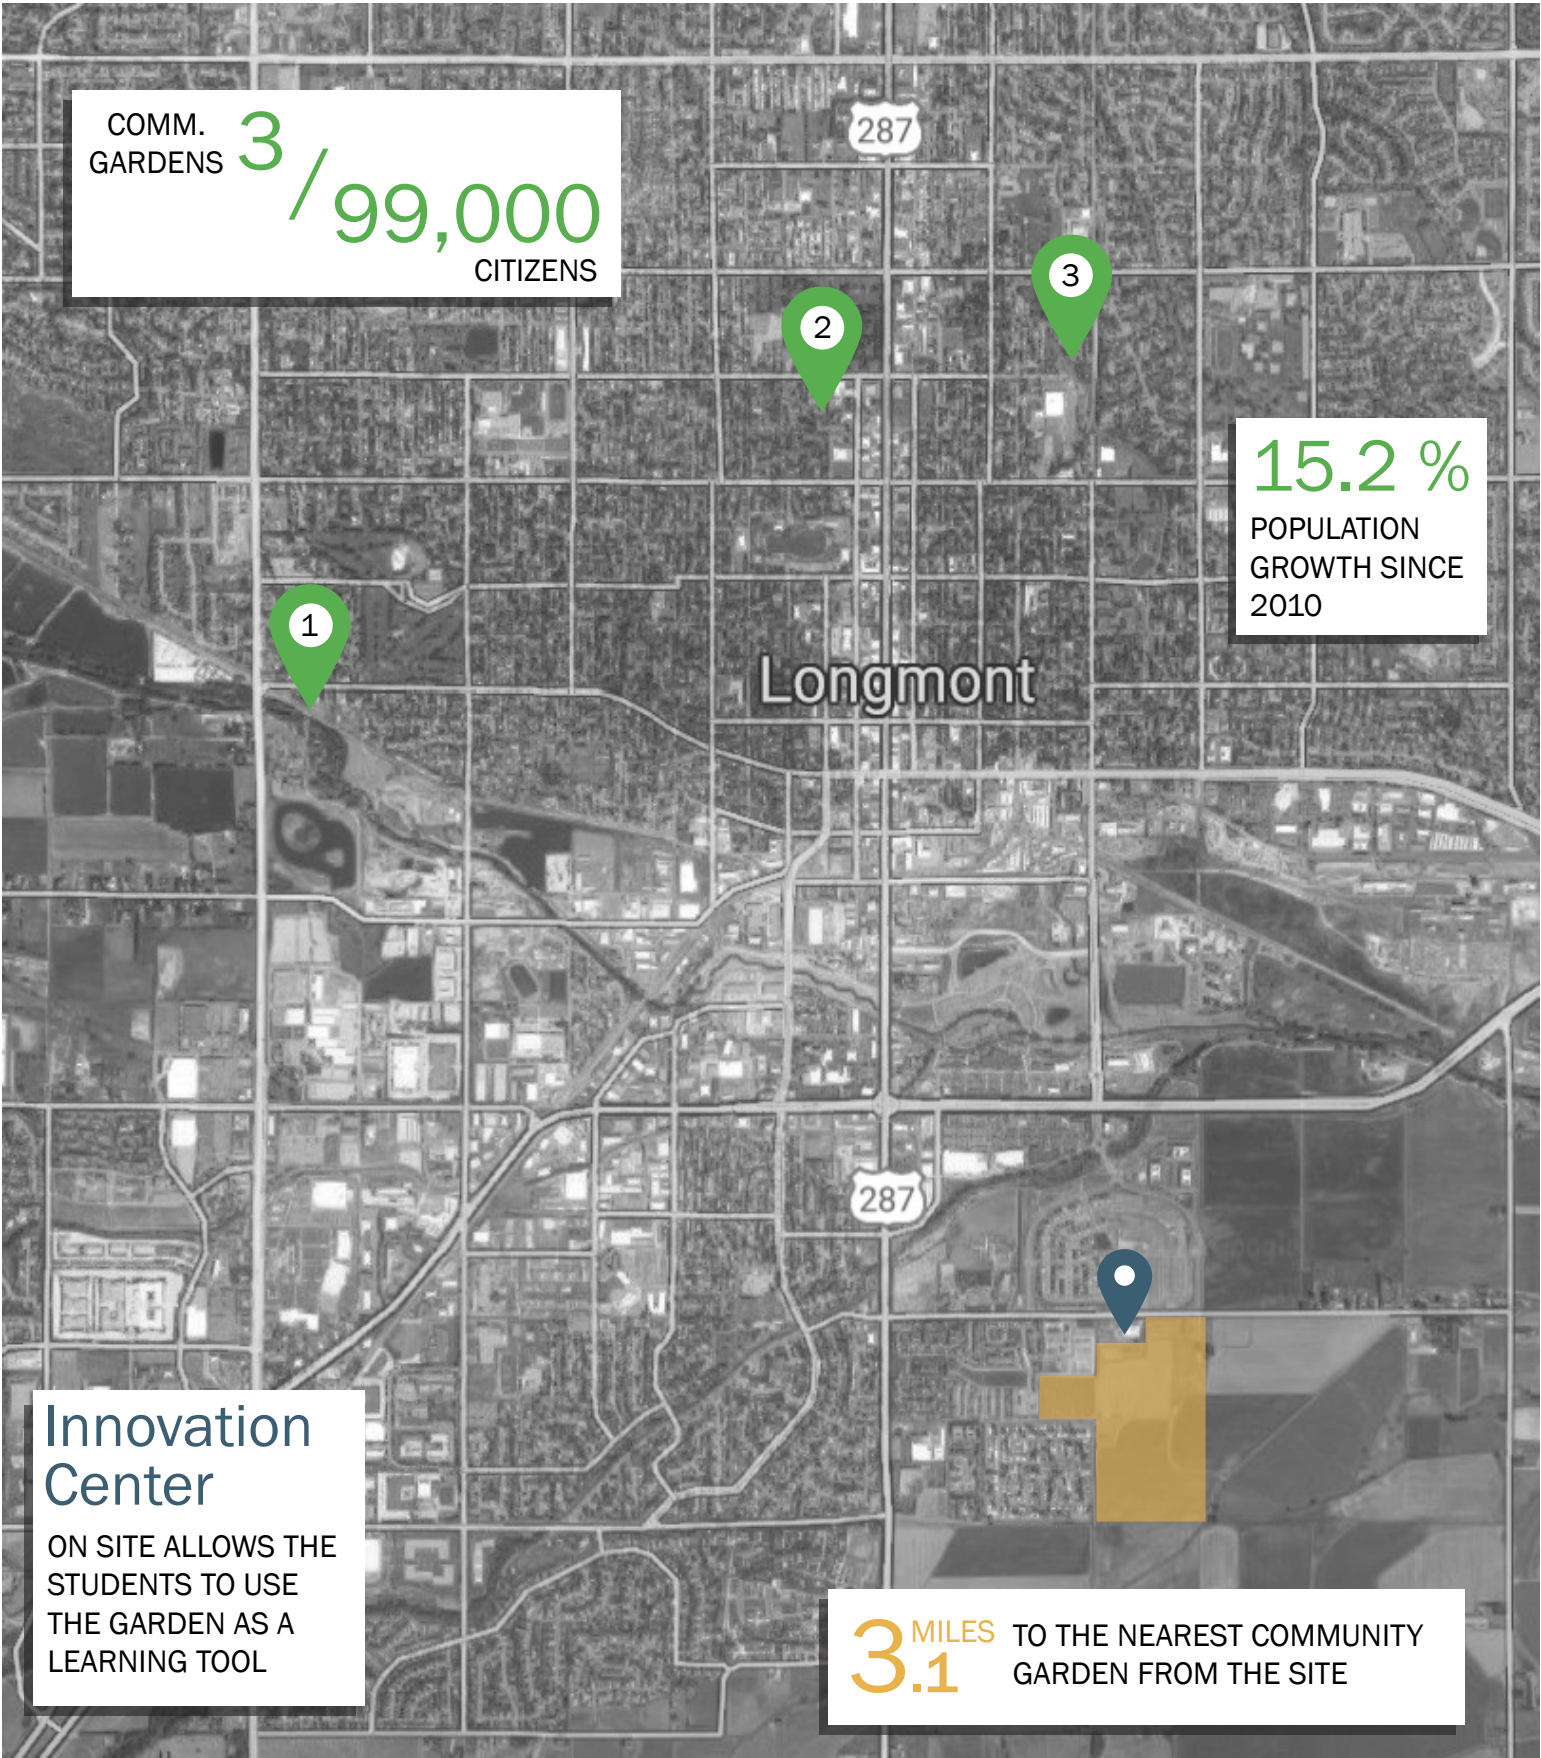 COMM.
GARDENS
3/99,000
CITIZENS
287
3
2
15.2 %
POPULATION
GROWTH SINCE
2010
1
Longmont
287
Innovation
Center
ON SITE ALLOWS THE
STUDENTS TO USE
THE GARDEN AS A
LEARNING TOOL
3.1 MILES
TO THE NEAREST COMMUNITY
GARDEN FROM THE SITE